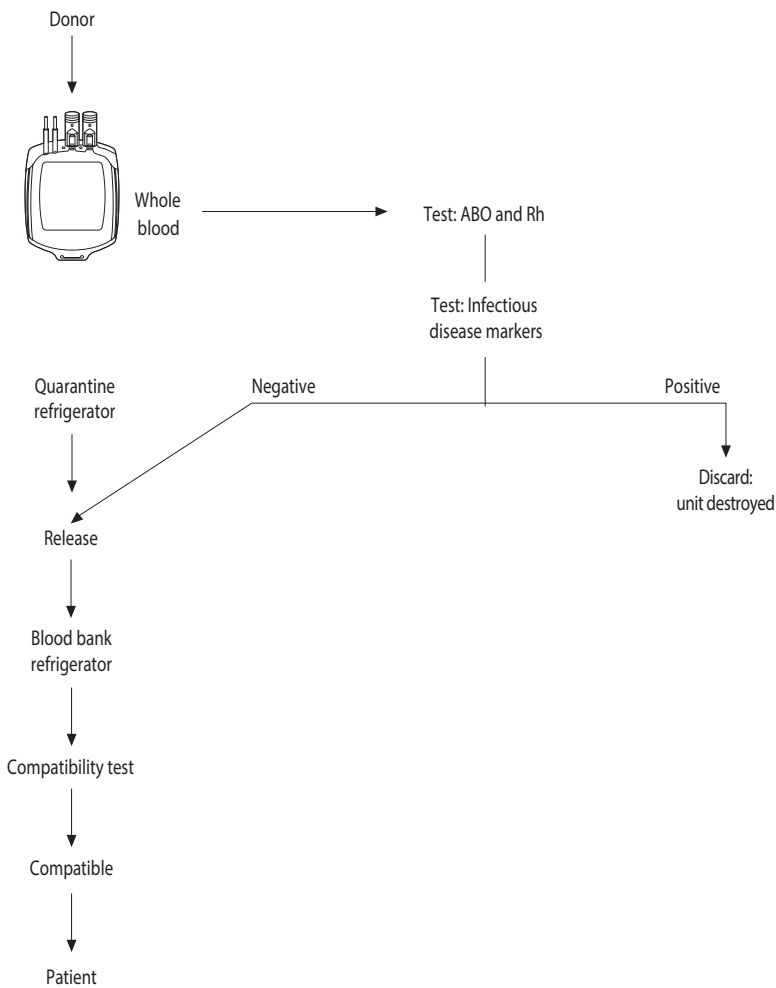 Donor
Whole
blood
Test: ABO and Rh
Test: Infectious
disease markers
Quarantine
refrigerator
Negative
Positive
Discard:
unit destroyed
Release
Blood bank
refrigerator
Compatibility test
Compatible
Patient